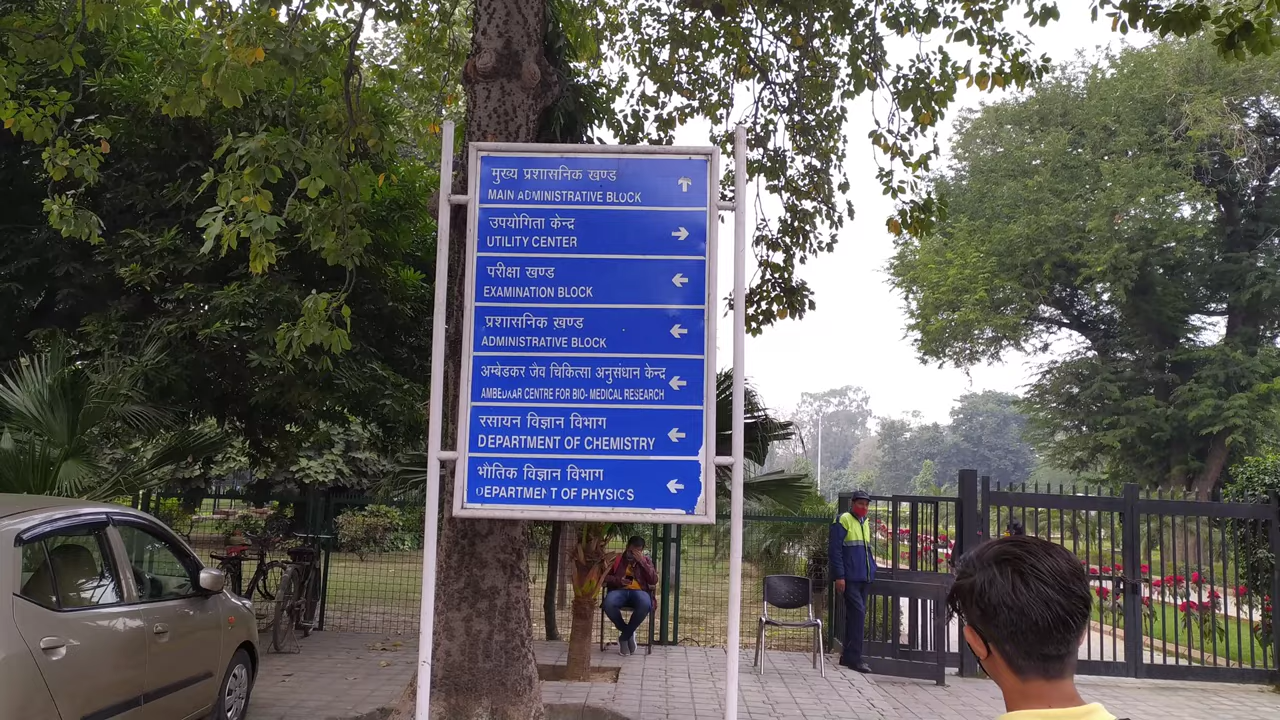 मुख्य प्रशासनिक खण्ड
MAIN ADMINISTRATIVE BLOCK
उपयोगिता केन्द्र
UTILITY CENTER
परीक्षा खण्ड
EXAMINATION BLOCK
प्रशासनिक खण्ड
ADMINISTRATIVE BLOCK
अम्बेडकर जैव चिकित्सा अनुसंधान केन्द
AMBEDKAR CENTRE FOR BIO- MEDICAL RESEARCH
रसायन विज्ञान विभाग
DEPARTMENT OF CHEMISTRY
भौतिक विज्ञान विभाग
DEPARTMENT OF PHYSICS